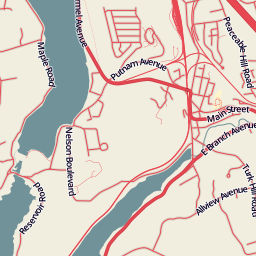 Avenue
Peaceable
Hill Road
Maple Road
Putnam Avenue
Main Street
E Branch Avenue
Nelson Boulevard
Turk Hill Road
Reservoir Road
Allview Avenue